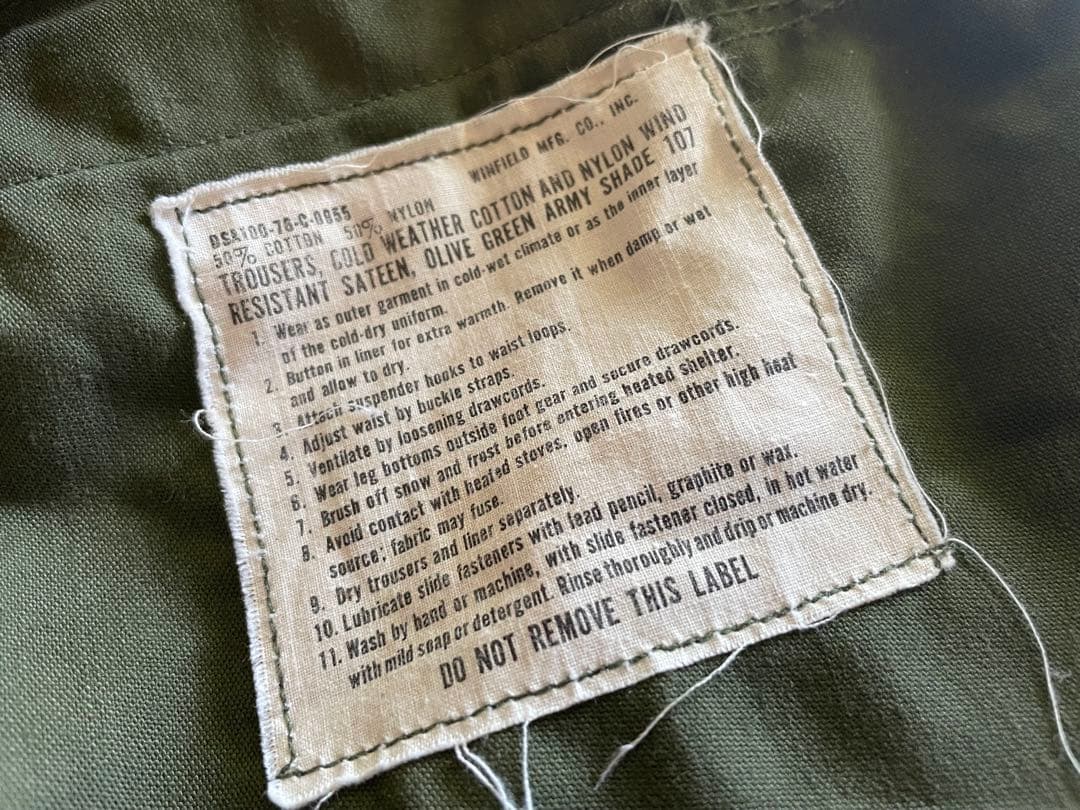 WINFIELD MFG. CO., INC.
DSA100-76-C-0955
50% COTTON 50% NYLON
TROUSERS, COLD WEATHER COTTON AND NYLON WIND
RESISTANT SATEEN, OLIVE GREEN ARMY SHADE 107
1. Wear as outer garment in cold-wet climate or as the inner layer
of the cold-dry uniform.
2. Button in liner for extra warmth. Remove it when damp or wet
and allow to dry.
3. Attach suspender hooks to waist loops.
4. Adjust waist by buckle straps.
5. Ventilate by loosening drawcords.
6. Wear leg bottoms outside foot gear and secure drawcords.
7. Brush off snow and frost before entering heated shelter.
8. Avoid contact with heated stoves, open fires or other high heat
source; fabric may fuse.
9. Dry trousers and liner separately.
10. Lubricate slide fasteners with lead pencil, graphite or wax.
11. Wash by hand or machine, with slide fastener closed, in hot water
with mild soap or detergent. Rinse thoroughly and drip or machine dry.
DO NOT REMOVE THIS LABEL